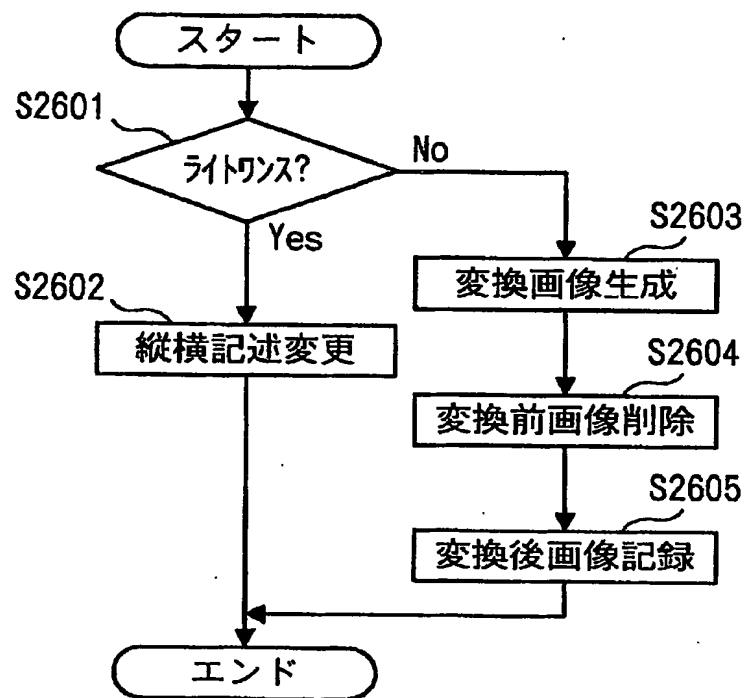 スタート
S2601
ライトワンス?
No
Yes
S2603
変換画像生成
S2602
縦横記述変更
S2604
変換前画像削除
S2605
変換後画像記録
エンド